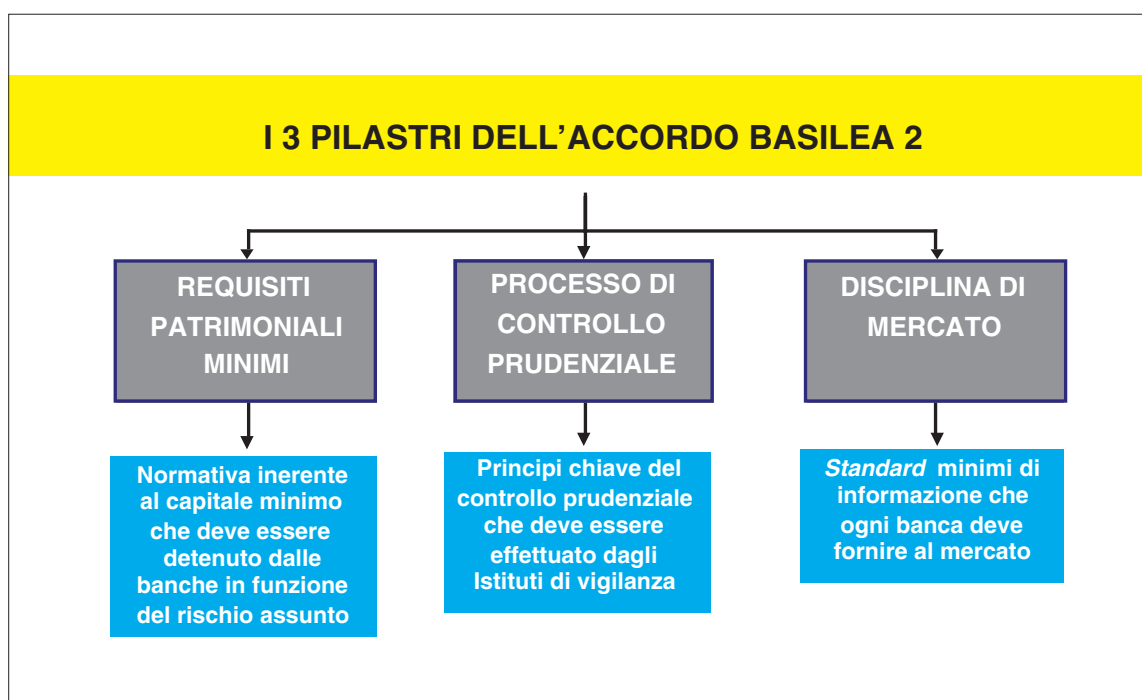 I 3 PILASTRI DELL’ACCORDO BASILEA 2
REQUISITI
PATRIMONIALI
MINIMI
PROCESSO DI
CONTROLLO
PRUDENZIALE
DISCIPLINA DI
MERCATO
Normativa inerente
al capitale minimo
che deve essere
detenuto dalle
banche in funzione
del rischio assunto
Principi chiave del
controllo prudenziale
che deve essere
effettuato dagli
Istituti di vigilanza
Standard minimi di
informazione che
ogni banca deve
fornire al mercato